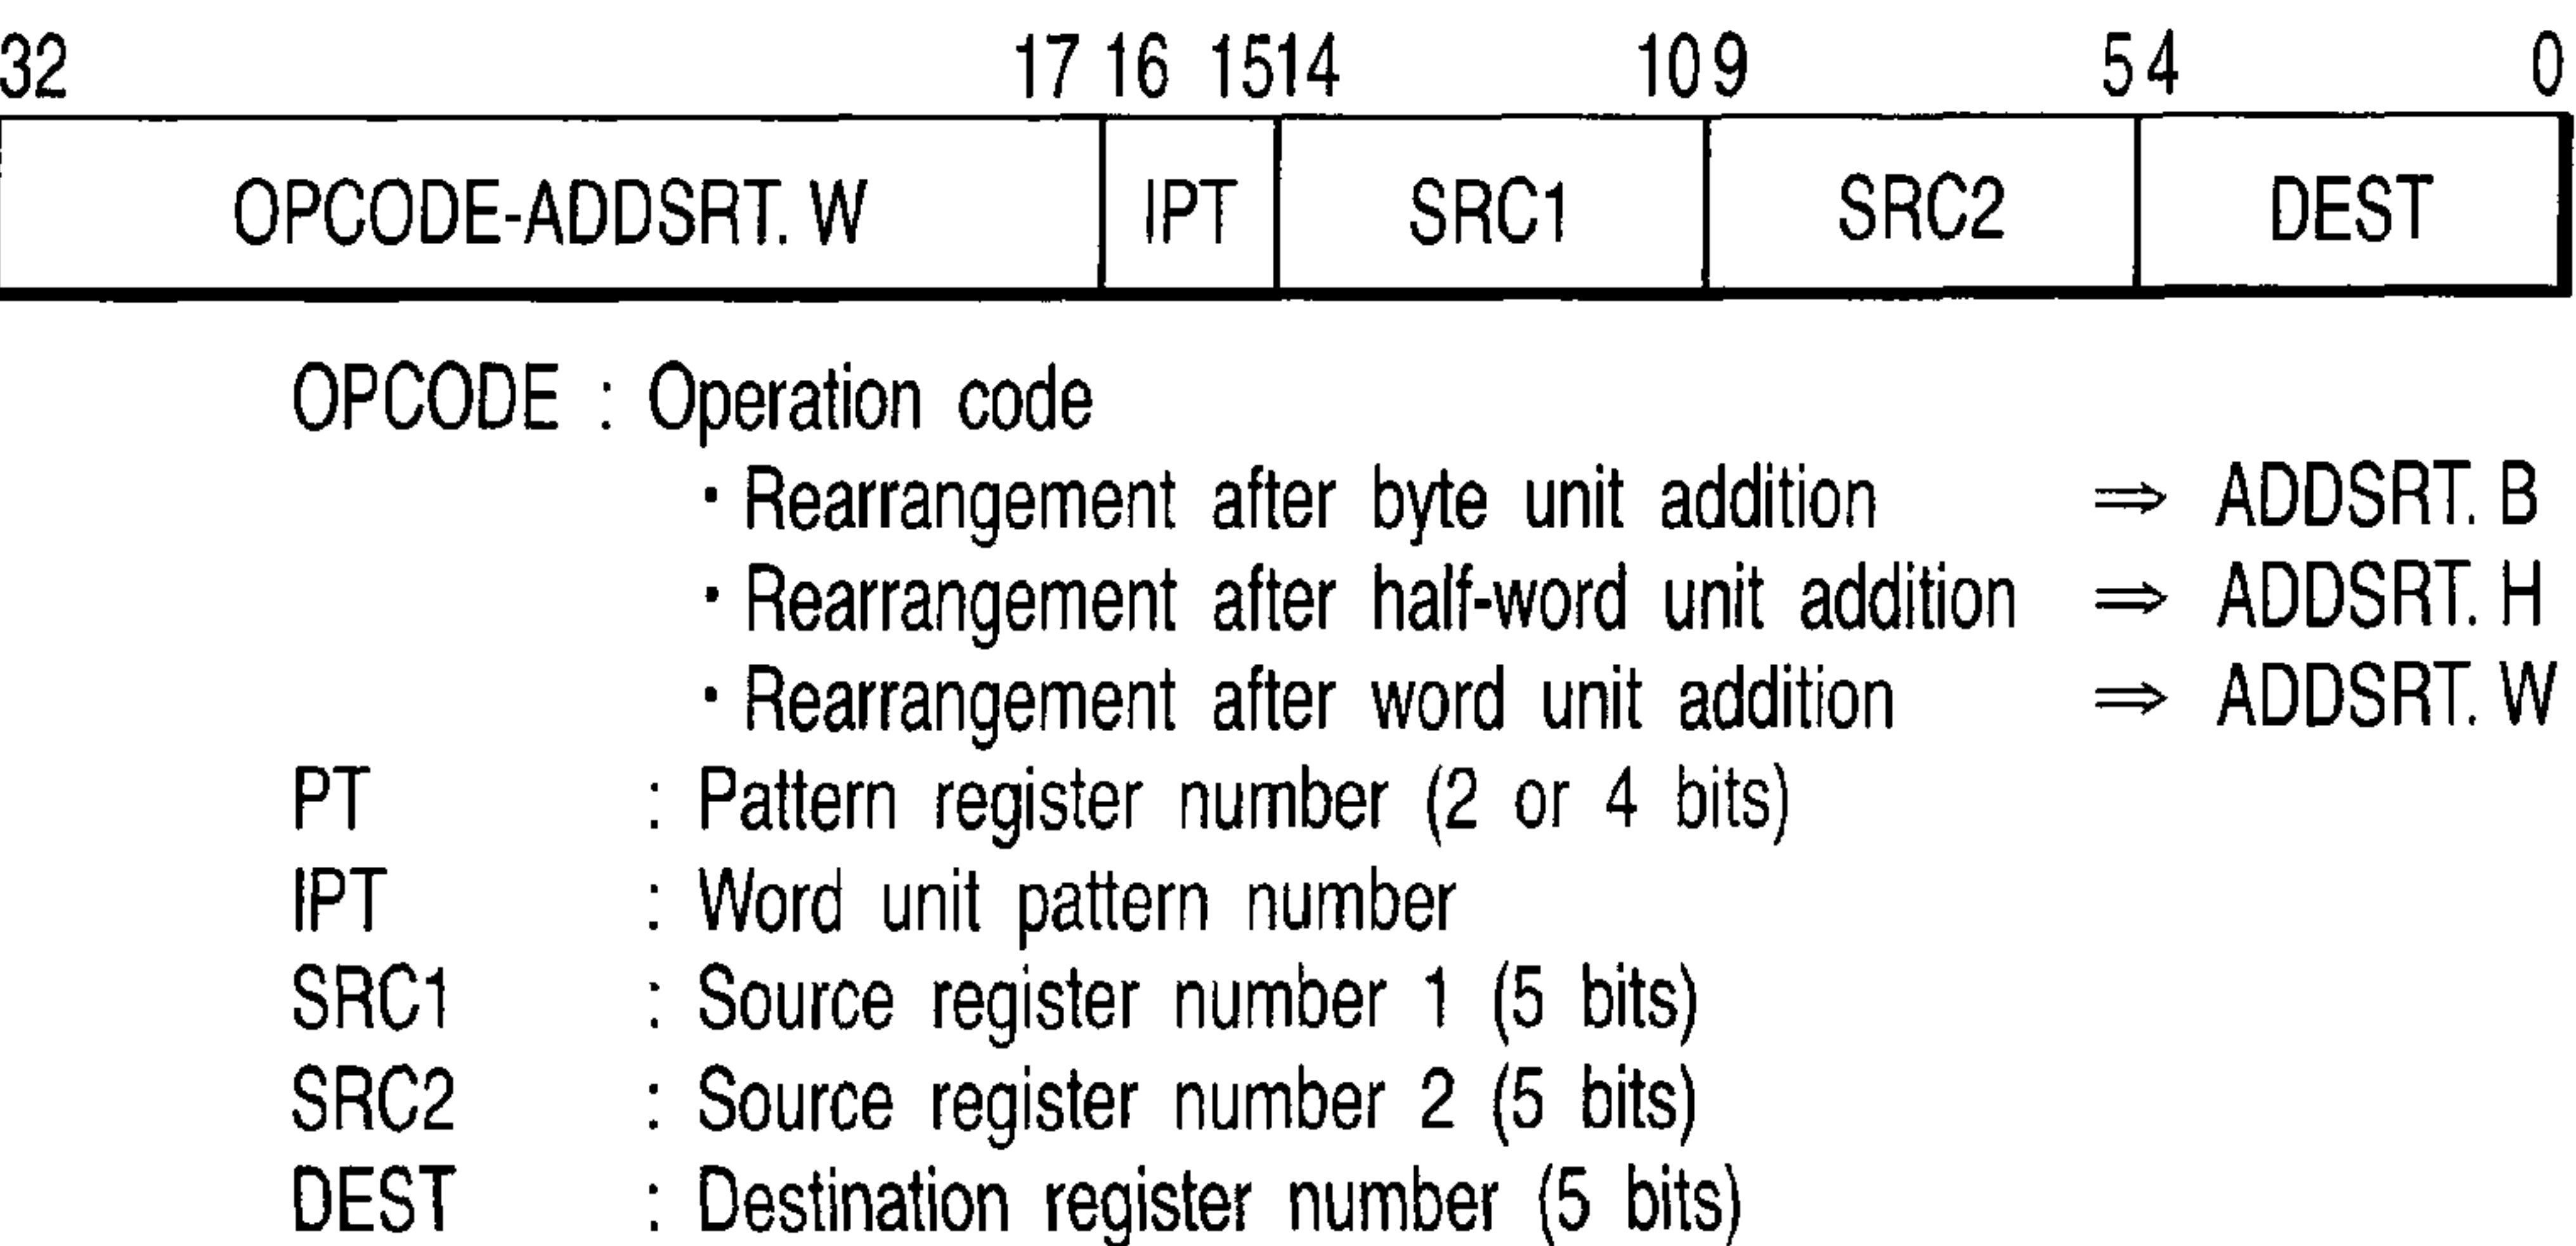 32 17 16 15 14 10 9 5 4 0
OPCODE-ADDSRT. W IPT SRC1 SRC2 DEST
OPCODE : Operation code
・Rearrangement after byte unit addition ⇒ ADDSRT. B
・Rearrangement after half-word unit addition ⇒ ADDSRT. H
・Rearrangement after word unit addition ⇒ ADDSRT. W
PT : Pattern register number (2 or 4 bits)
IPT : Word unit pattern number
SRC1 : Source register number 1 (5 bits)
SRC2 : Source register number 2 (5 bits)
DEST : Destination register number (5 bits)